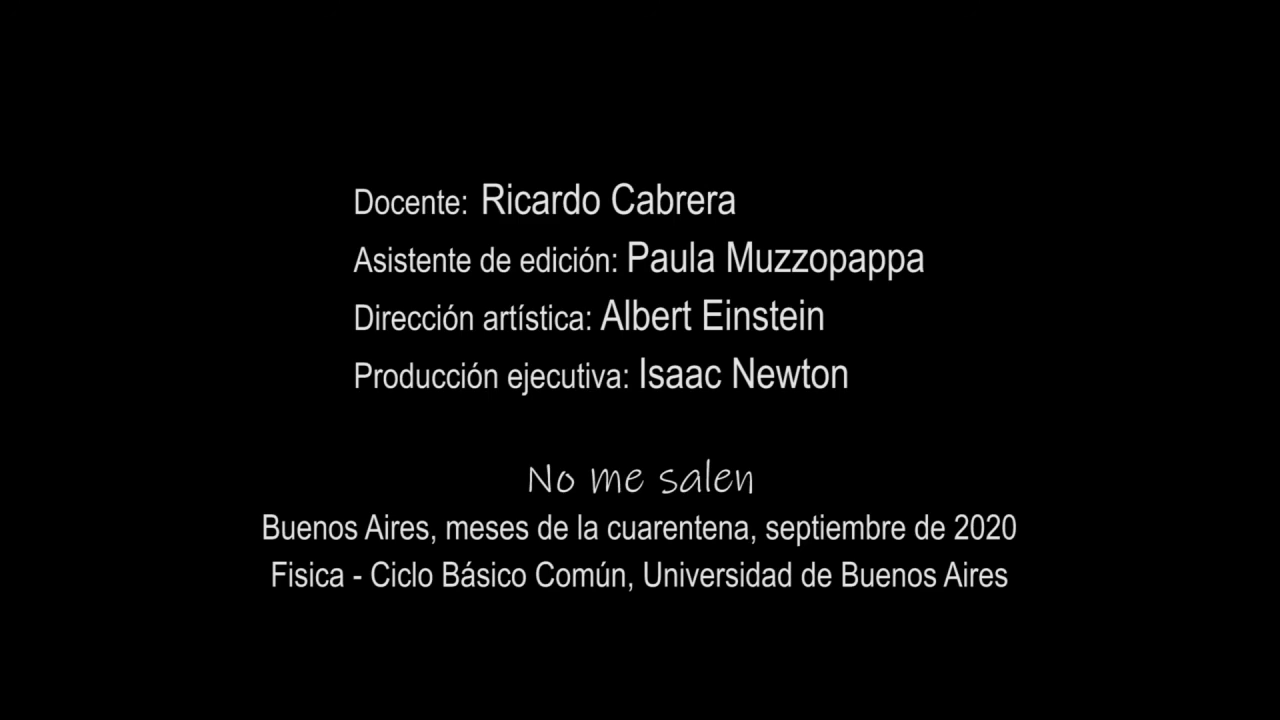 Docente: Ricardo Cabrera
Asistente de edición: Paula Muzzopappa
Dirección artística: Albert Einstein
Producción ejecutiva: Isaac Newton
No me salen
Buenos Aires, meses de la cuarentena, septiembre de 2020
Fisica - Ciclo Básico Común, Universidad de Buenos Aires